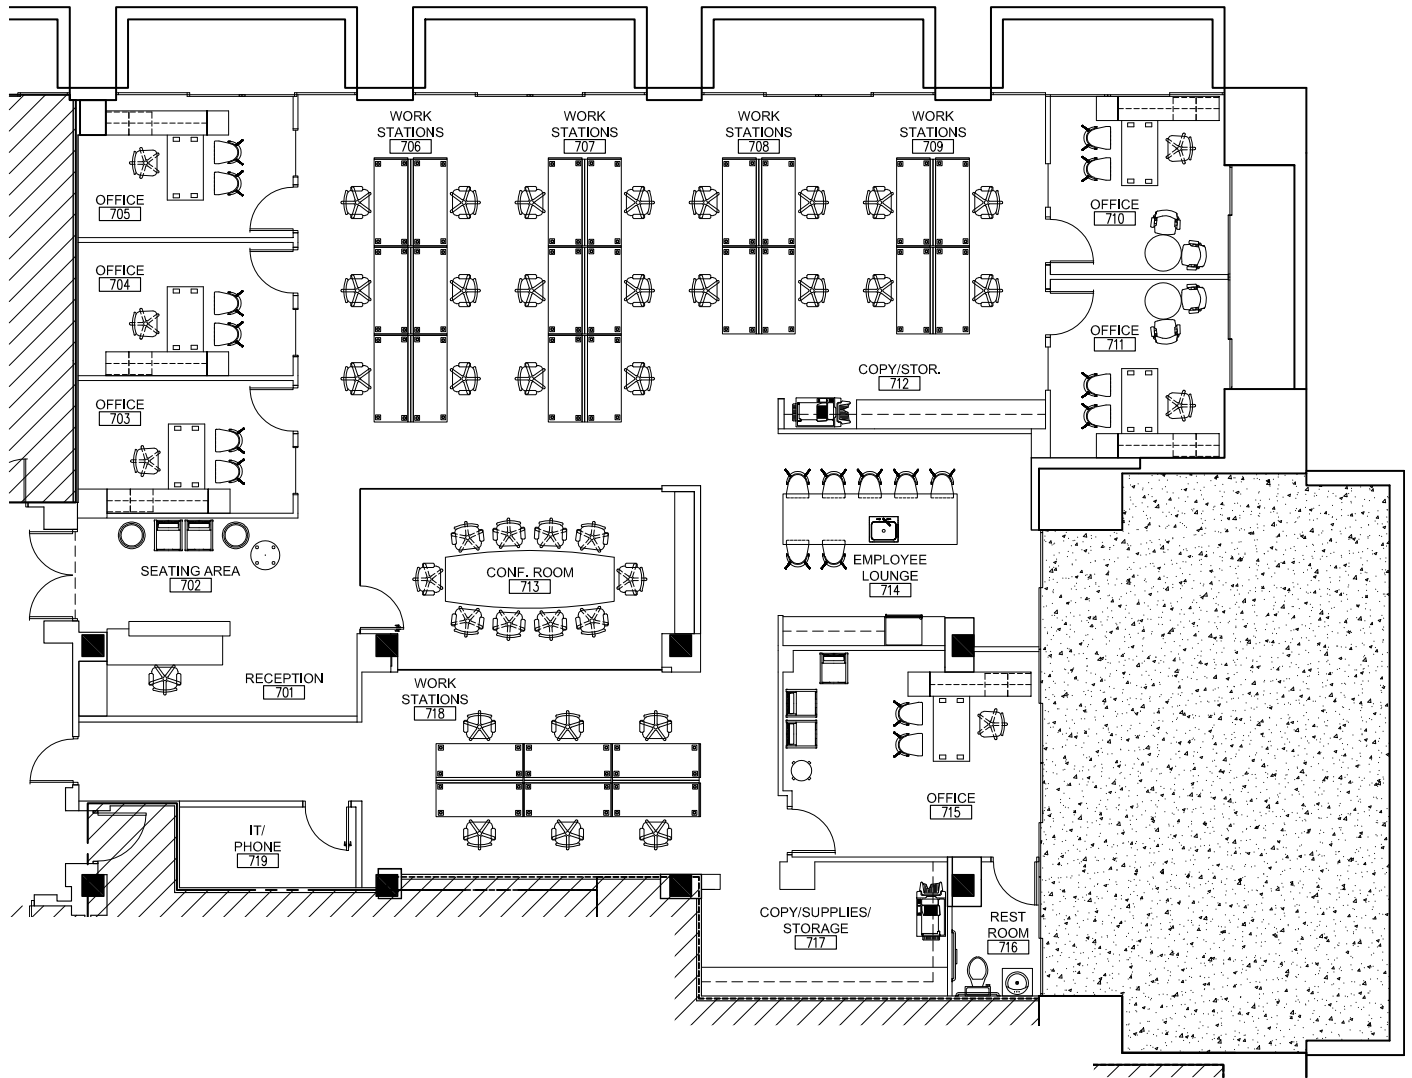 WORK
STATIONS
706
WORK
STATIONS
707
WORK
STATIONS
708
WORK
STATIONS
709
OFFICE
705
OFFICE
710
OFFICE
704
OFFICE
711
COPY/STOR.
712
OFFICE
703
SEATING AREA
702
CONF. ROOM
713
EMPLOYEE
LOUNGE
714
RECEPTION
701
WORK
STATIONS
718
OFFICE
715
IT/
PHONE
719
COPY/SUPPLIES/
STORAGE
717
REST
ROOM
716